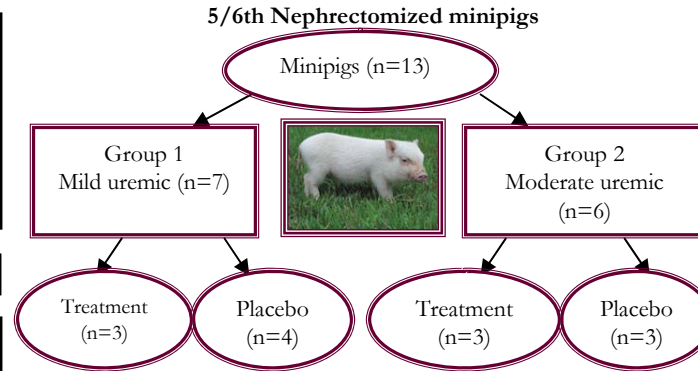 5/6th Nephrectomized minipigs
Minipigs (n=13)
Group 1
Mild uremic (n=7)
Group 2
Moderate uremic
(n=6)
Treatment
(n=3)
Placebo
(n=4)
Treatment
(n=3)
Placebo
(n=3)